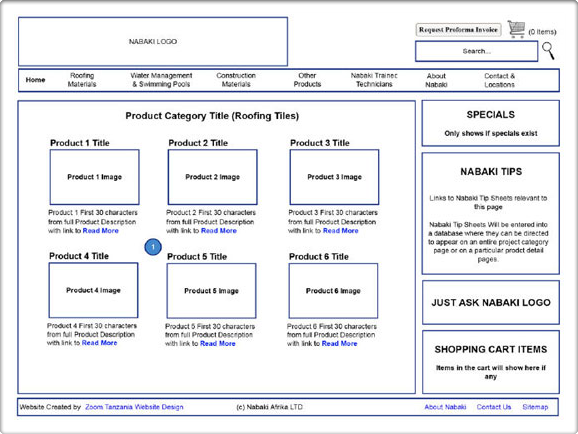 NABAKI LOGO
Request Proforma Invoice
(0 Items)
Search...
Home
Roofing
Materials
Water Management
& Swimming Pools
Construction
Materials
Other
Products
Nabaki Trainec
Technicians
About
Nabaki
Contact &
Locations
Product Category Title (Roofing Tiles)
Product 1 Title
Product 1 Image
Product 1 First 30 characters
from full Product Description
with link to Read More
Product 2 Title
Product 2 Image
Product 2 First 30 characters
from full Product Description
with link to Read More
Product 3 Title
Product 3 Image
Product 3 First 30 characters
from full Product Description
with link to Read More
1
Product 4 Title
Product 4 Image
Product 4 First 30 characters
from full Product Description
with link to Read More
Product 5 Title
Product 5 Image
Product 5 First 30 characters
from full Product Description
with link to Read More
Product 6 Title
Product 6 Image
Product 6 First 30 characters
from full Product Description
with link to Read More
SPECIALS
Only shows if specials exist
NABAKI TIPS
Links to Nabaki Tip Sheets relevant to
this page
Nabaki Tip Sheets Will be entered into
a database where they can be directed
to appear on an entire project category
page or on a particular prodct detail
pages.
JUST ASK NABAKI LOGO
SHOPPING CART ITEMS
Items in the cart will show here if
any
Website Created by Zoom Tanzania Website Design
(c) Nabaki Afrika LTD
About Nabaki Contact Us Sitemap